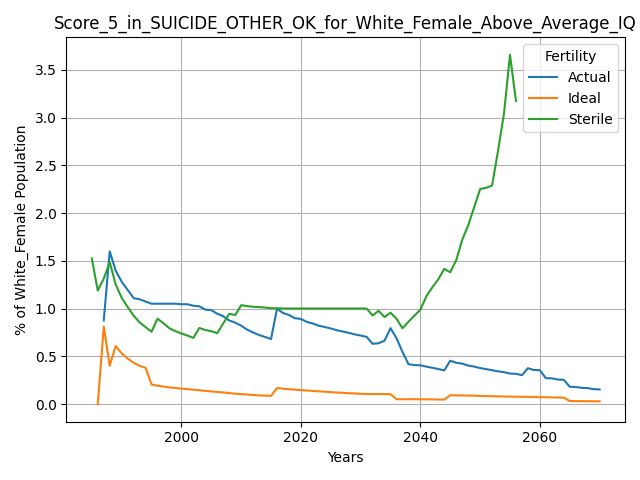 Score_5_in_SUICIDE_OTHER_OK_for_White_Female_Above_Average_IQ
% of White_Female Population
3.5
3.0
2.5
2.0
1.5
1.0
0.5
0.0
Fertility
Actual
Ideal
Sterile
2000
2020
2040
2060
Years